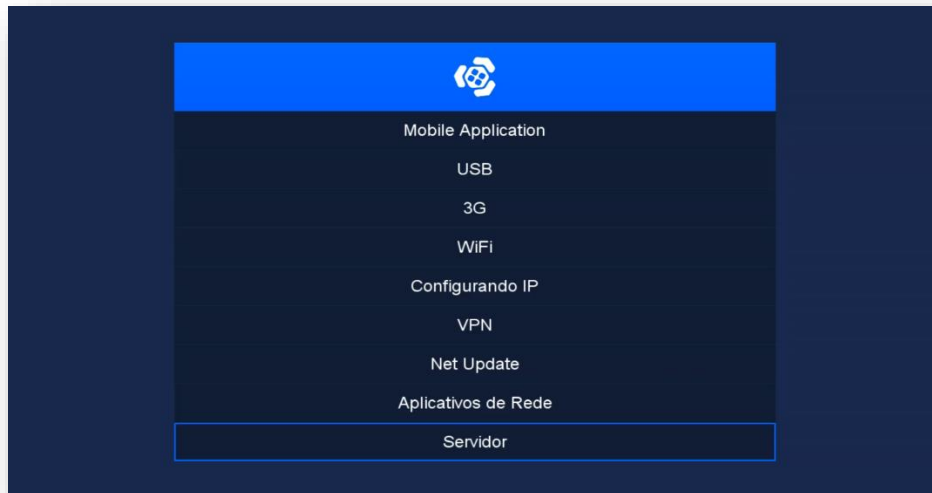 Mobile Application
USB
3G
WiFi
Configurando IP
VPN
Net Update
Aplicativos de Rede
Servidor